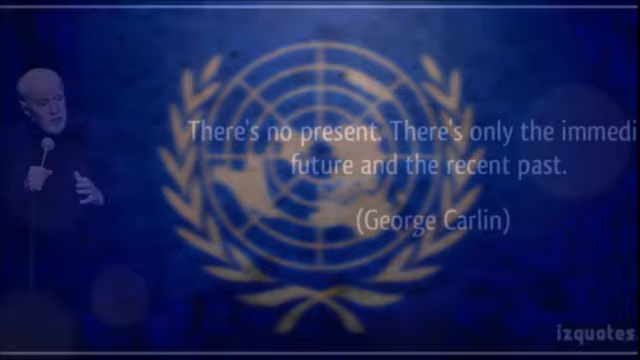 There's no present. There's only the immedi
future and the recent past.
(George Carlin)
izquotes